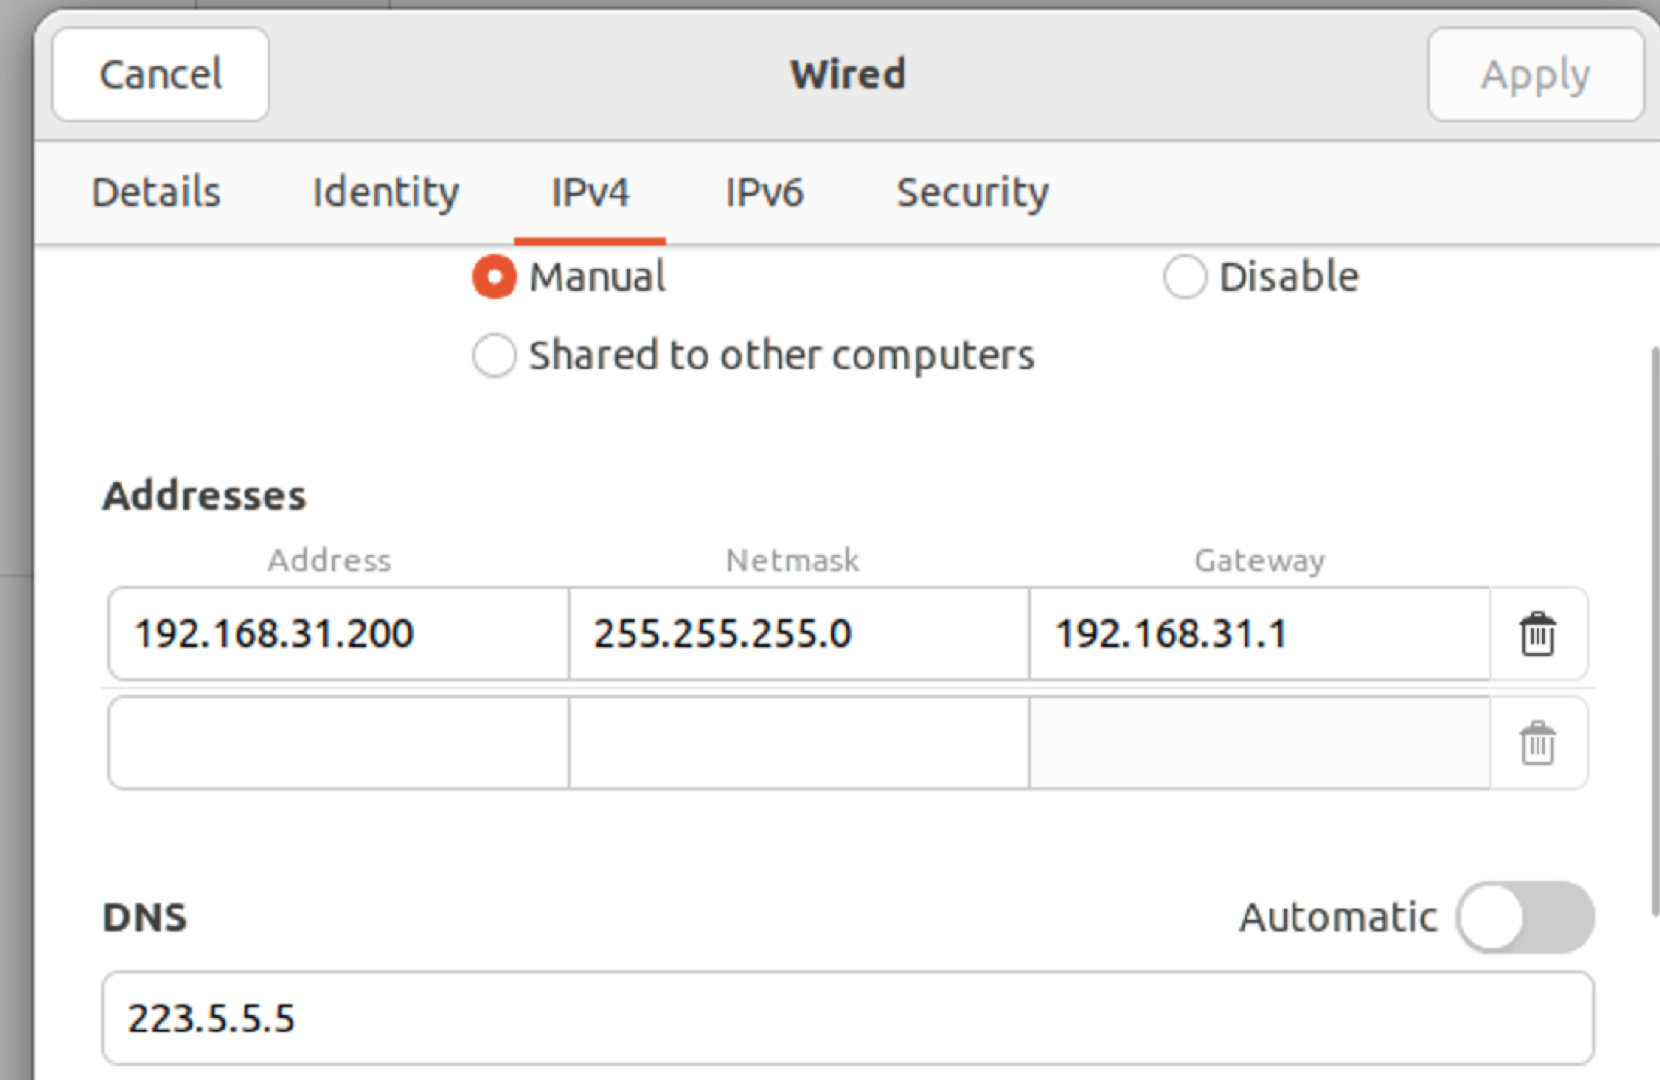 Cancel Wired Apply
Details Identity IPv4 IPv6 Security
Manual Disable
Shared to other computers
Addresses
Address Netmask Gateway
192.168.31.200 255.255.255.0 192.168.31.1
DNS Automatic
223.5.5.5